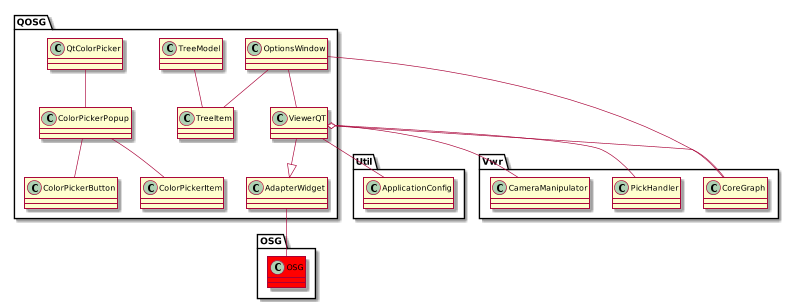 QOSG
C QtColorPicker
C TreeModel
C OptionsWindow
C ColorPickerPopup
C TreeItem
C ViewerQT
C ColorPickerButton
C ColorPickerItem
C AdapterWidget
Util
C ApplicationConfig
Vwr
C CameraManipulator
C PickHandler
C CoreGraph
OSG
C OSG